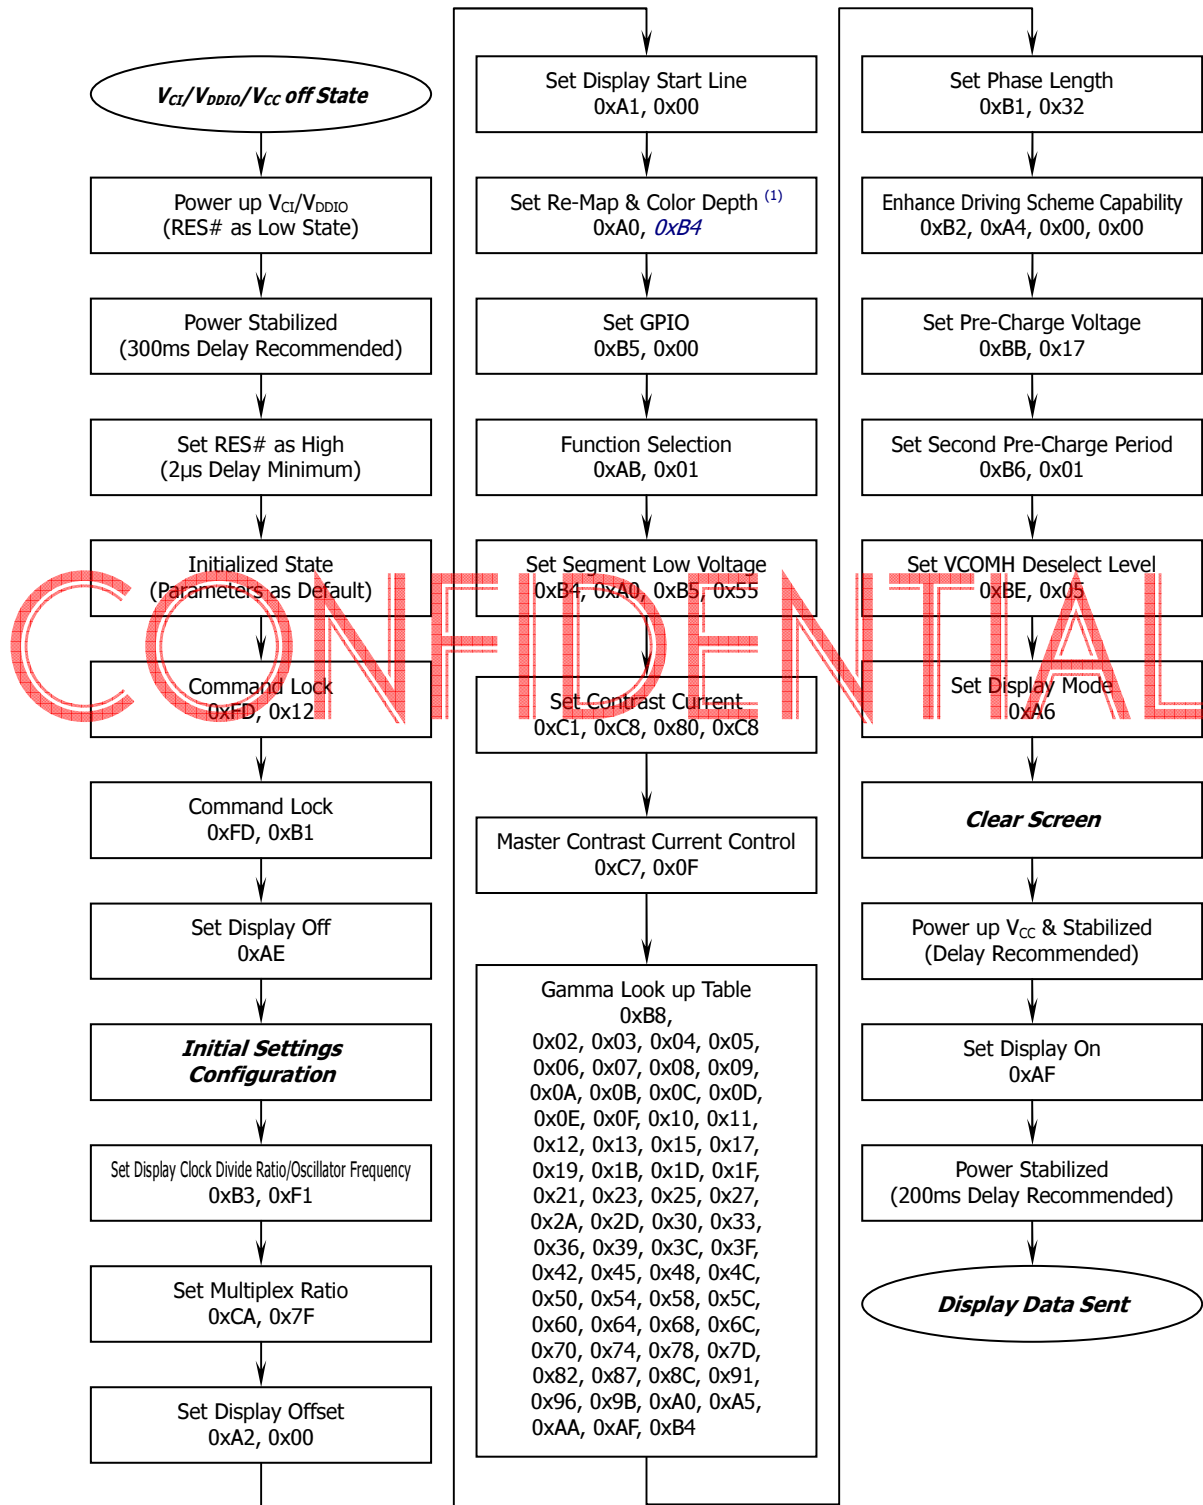 V_CI/V_DDIO/V_CC off State
Power up V_CI/V_DDIO
(RES# as Low State)
Power Stabilized
(300ms Delay Recommended)
Set RES# as High
(2µs Delay Minimum)
Initialized State
(Parameters as Default)
Command Lock
0xFD, 0x12
Command Lock
0xFD, 0xB1
Set Display Off
0xAE
Initial Settings
Configuration
Set Display Clock Divide Ratio/Oscillator Frequency
0xB3, 0xF1
Set Multiplex Ratio
0xCA, 0x7F
Set Display Offset
0xA2, 0x00
Set Display Start Line
0xA1, 0x00
Set Re-Map & Color Depth (1)
0xA0, 0xB4
Set GPIO
0xB5, 0x00
Function Selection
0xAB, 0x01
Set Segment Low Voltage
0xB4, 0xA0, 0xB5, 0x55
Set Contrast Current
0xC1, 0xC8, 0x80, 0xC8
Master Contrast Current Control
0xC7, 0x0F
Gamma Look up Table
0xB8,
0x02, 0x03, 0x04, 0x05,
0x06, 0x07, 0x08, 0x09,
0x0A, 0x0B, 0x0C, 0x0D,
0x0E, 0x0F, 0x10, 0x11,
0x12, 0x13, 0x15, 0x17,
0x19, 0x1B, 0x1D, 0x1F,
0x21, 0x23, 0x25, 0x27,
0x2A, 0x2D, 0x30, 0x33,
0x36, 0x39, 0x3C, 0x3F,
0x42, 0x45, 0x48, 0x4C,
0x50, 0x54, 0x58, 0x5C,
0x60, 0x64, 0x68, 0x6C,
0x70, 0x74, 0x78, 0x7D,
0x82, 0x87, 0x8C, 0x91,
0x96, 0x9B, 0xA0, 0xA5,
0xAA, 0xAF, 0xB4
Set Phase Length
0xB1, 0x32
Enhance Driving Scheme Capability
0xB2, 0xA4, 0x00, 0x00
Set Pre-Charge Voltage
0xBB, 0x17
Set Second Pre-Charge Period
0xB6, 0x01
Set VCOMH Deselect Level
0xBE, 0x05
Set Display Mode
0xA6
Clear Screen
Power up V_CC & Stabilized
(Delay Recommended)
Set Display On
0xAF
Power Stabilized
(200ms Delay Recommended)
Display Data Sent
CONFIDENTIAL